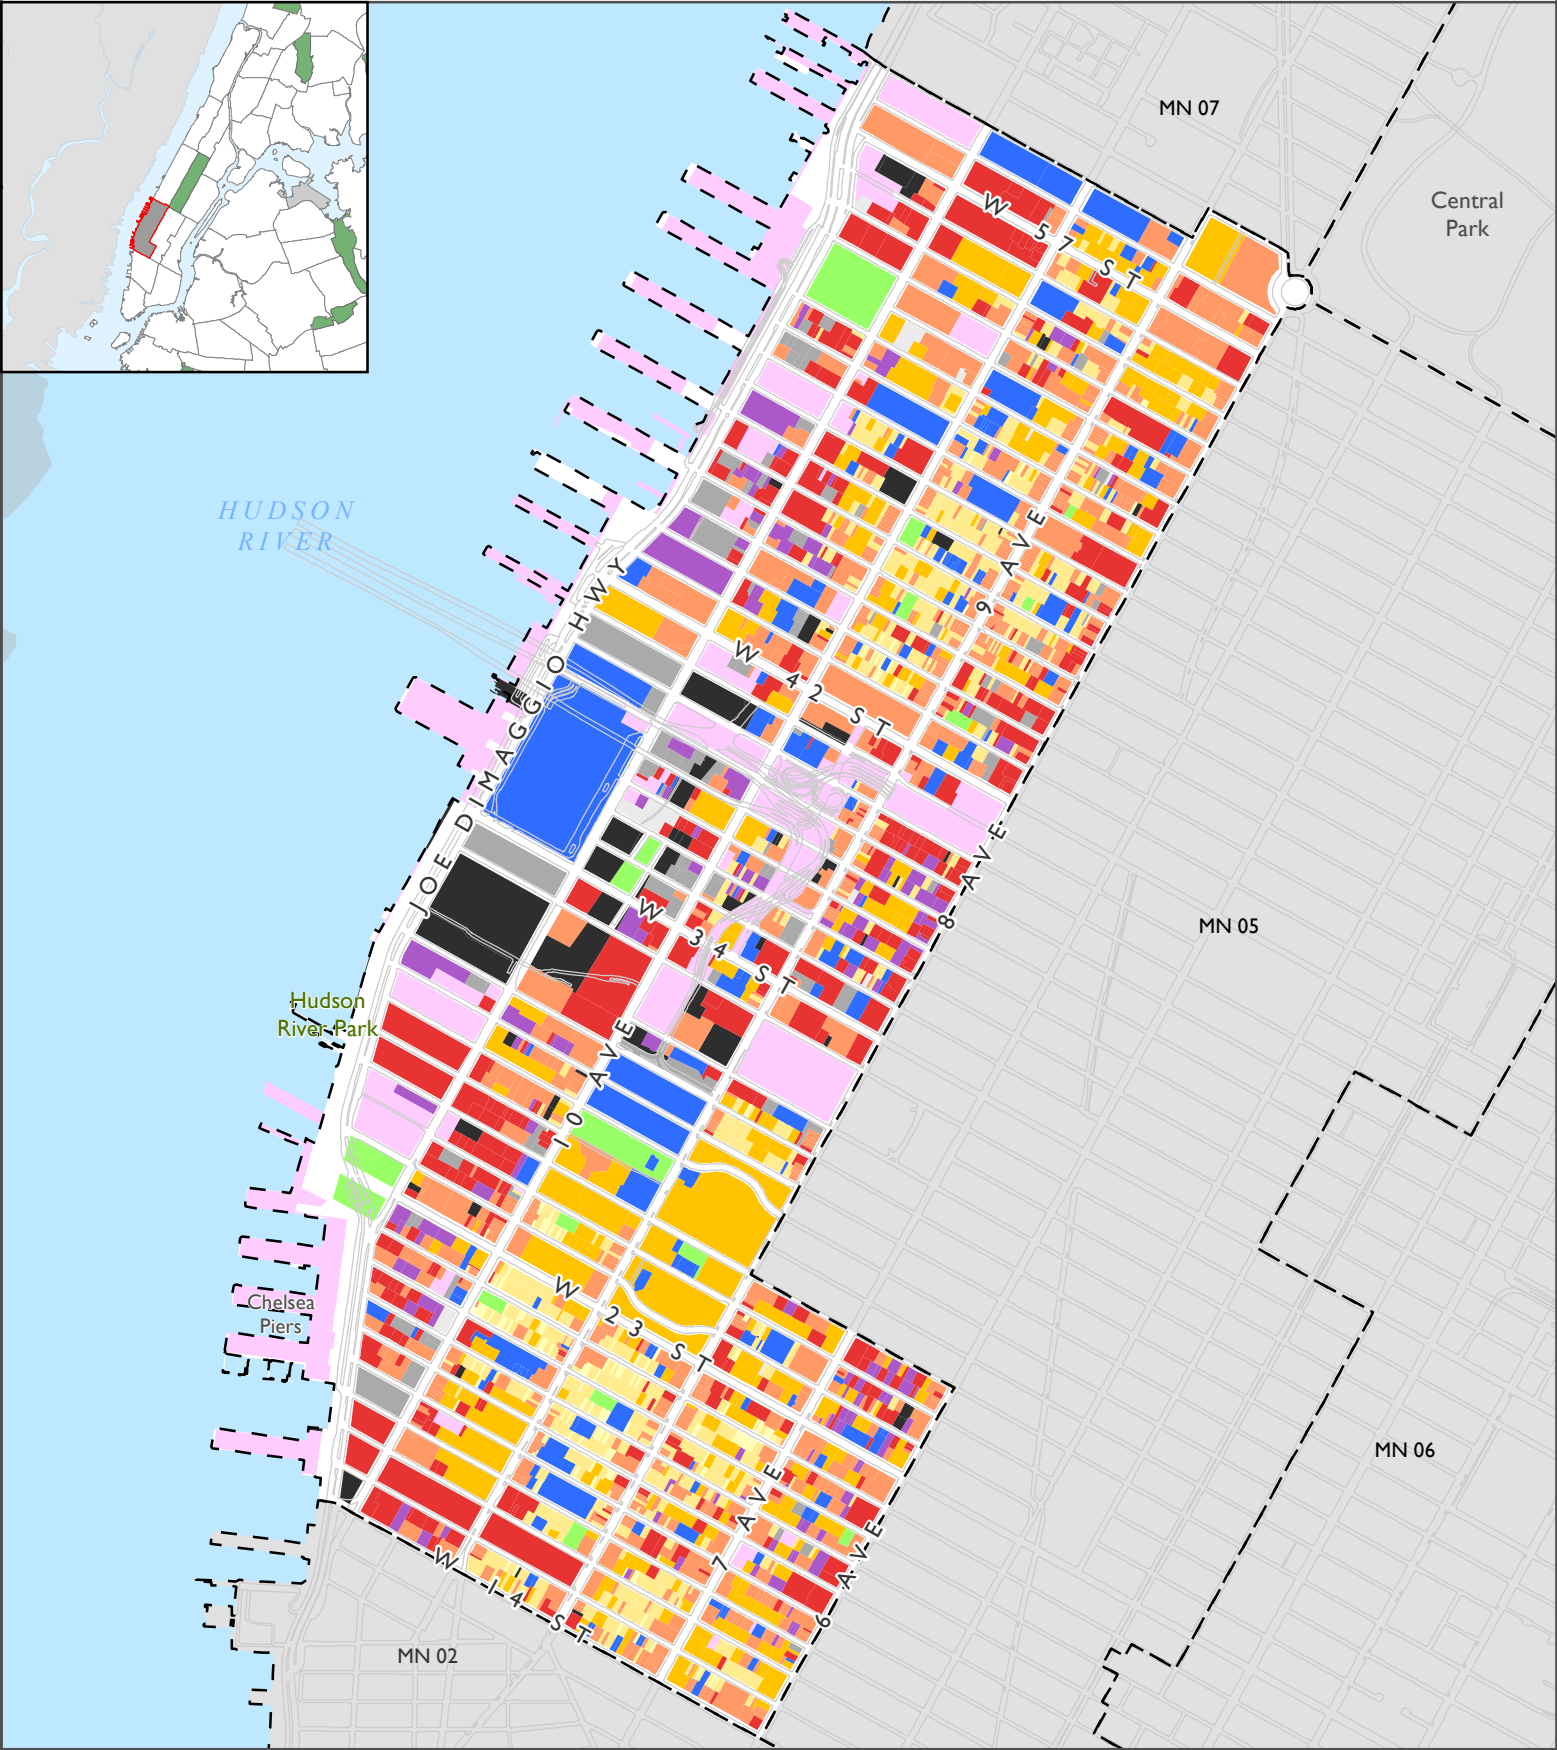 MN 07
Central
Park
W 57 ST
HUDSON
RIVER
9 AVE
JOE DIMAGGIO HWY
W 42 ST
8 AVE
W 34 ST
MN 05
Hudson
River Park
10 AVE
Chelsea
Piers
W 23 ST
MN 06
7 AVE
6 AVE
W 14 ST
MN 02